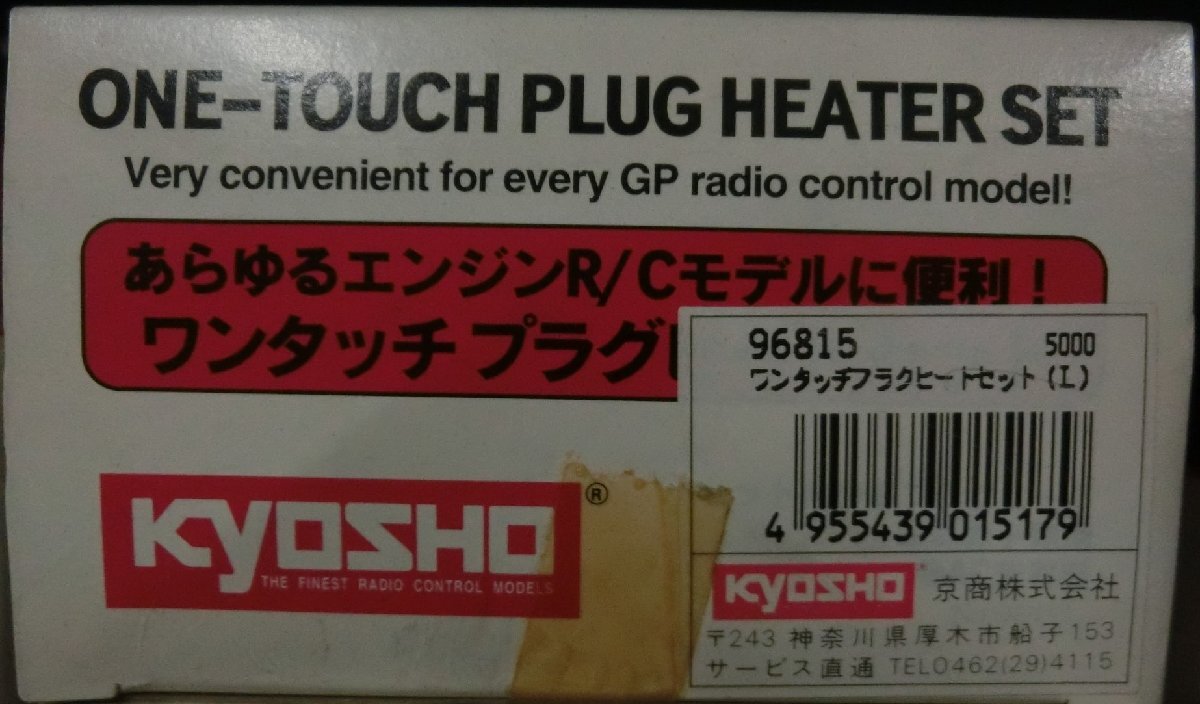 ONE-TOUCH PLUG HEATER SET
Very convenient for every GP radio control model!
あらゆるエンジンR/Cモデルに便利!
ワンタッチ プラグ
96815 5000
ワンタッチプラグヒートセット(L)
4 955439 015179
KYOSHO ®
THE FINEST RADIO CONTROL MODELS
KYOSHO 京商株式会社
〒243 神奈川県厚木市船子153
サービス直通 TEL0462(29)4115